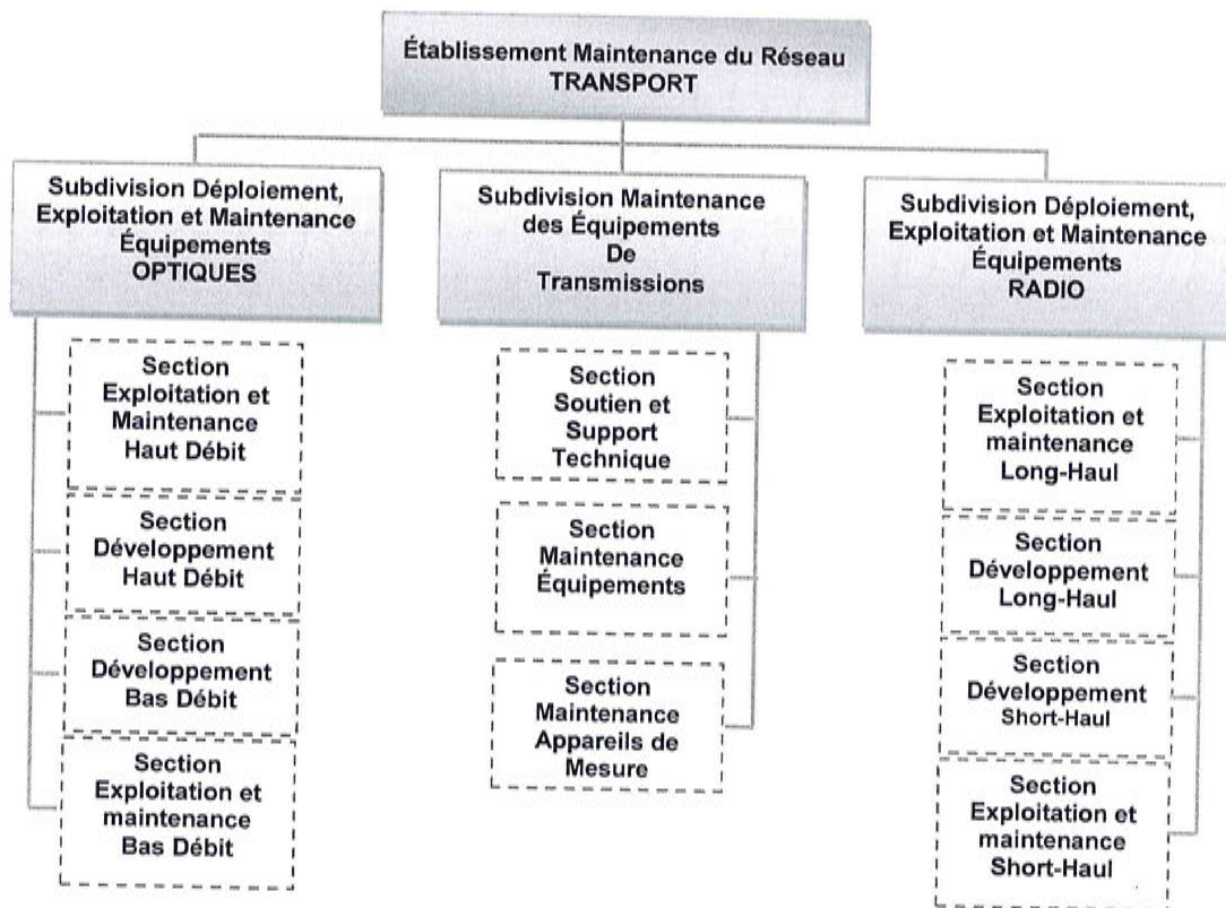 Établissement Maintenance du Réseau
TRANSPORT
Subdivision Déploiement,
Exploitation et Maintenance
Équipements
OPTIQUES
Section
Exploitation et
Maintenance
Haut Débit
Section
Développement
Haut Débit
Section
Développement
Bas Débit
Section
Exploitation et
maintenance
Bas Débit
Subdivision Maintenance
des Équipements
De
Transmissions
Section
Soutien et
Support
Technique
Section
Maintenance
Équipements
Section
Maintenance
Appareils de
Mesure
Subdivision Déploiement,
Exploitation et Maintenance
Équipements
RADIO
Section
Exploitation et
maintenance
Long-Haul
Section
Développement
Long-Haul
Section
Développement
Short-Haul
Section
Exploitation et
maintenance
Short-Haul